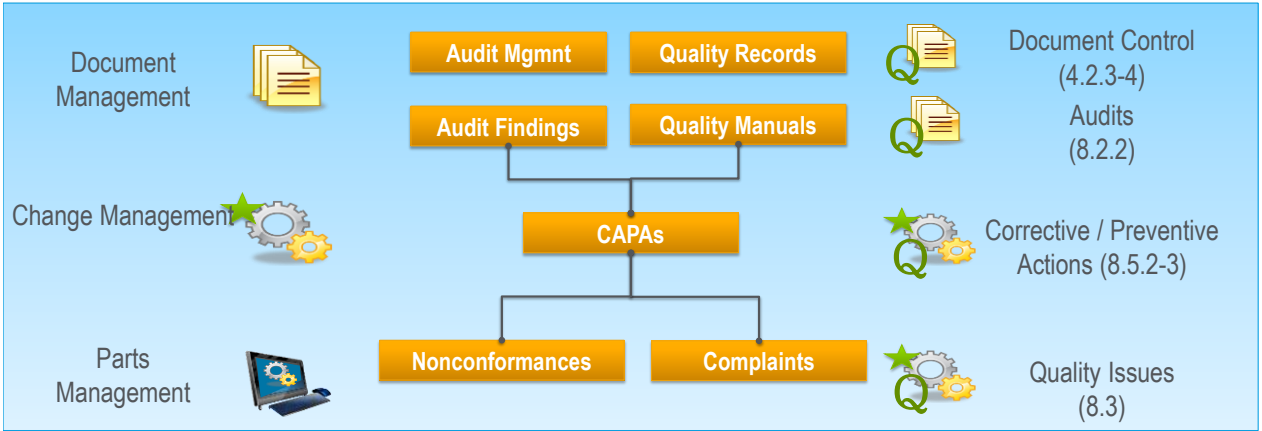 Document
Management
Audit Mgmnt
Quality Records
Q
Document Control
(4.2.3-4)
Audit Findings
Quality Manuals
Q
Audits
(8.2.2)
Change Management
CAPAs
Q
Corrective / Preventive
Actions (8.5.2-3)
Parts
Management
Nonconformances
Complaints
Q
Quality Issues
(8.3)